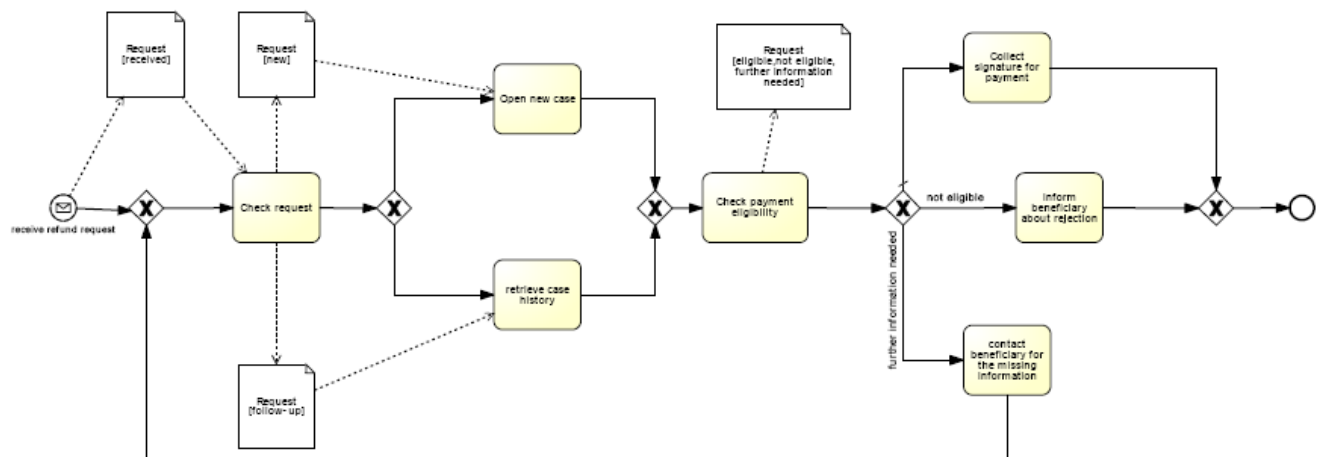 Request
[received]
Request
[new]
Request
[eligible,not eligible,
further information
needed]
Collect
signature for
payment
Open new case
receive refund request
Check request
Check payment
eligibility
not eligible
Inform
beneficiary
about rejection
further information needed
retrieve case
history
contact
beneficiary for
the missing
information
Request
[follow-up]